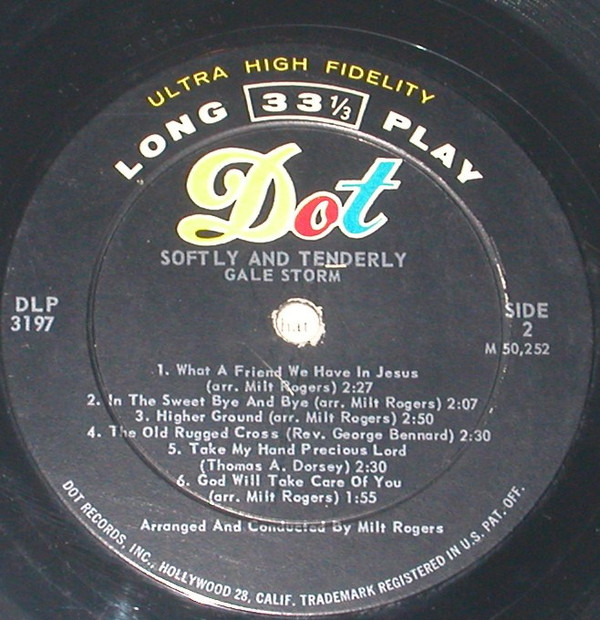 ULTRA HIGH FIDELITY
LONG 33 1/3 PLAY
Dot
SOFTLY AND TENDERLY
GALE STORM
DLP
3197
SIDE
2
M 50,252
1. What A Friend We Have In Jesus
(arr. Milt Rogers) 2:27
2. In The Sweet Bye And Bye (arr. Milt Rogers) 2:07
3. Higher Ground (arr. Milt Rogers) 2:50
4. The Old Rugged Cross (Rev. George Bennard) 2:30
5. Take My Hand Precious Lord
(Thomas A. Dorsey) 2:30
6. God Will Take Care Of You
(arr. Milt Rogers) 1:55
Arranged And Conducted By Milt Rogers
DOT RECORDS, INC., HOLLYWOOD 28, CALIF. TRADEMARK REGISTERED IN U.S. PAT. OFF.